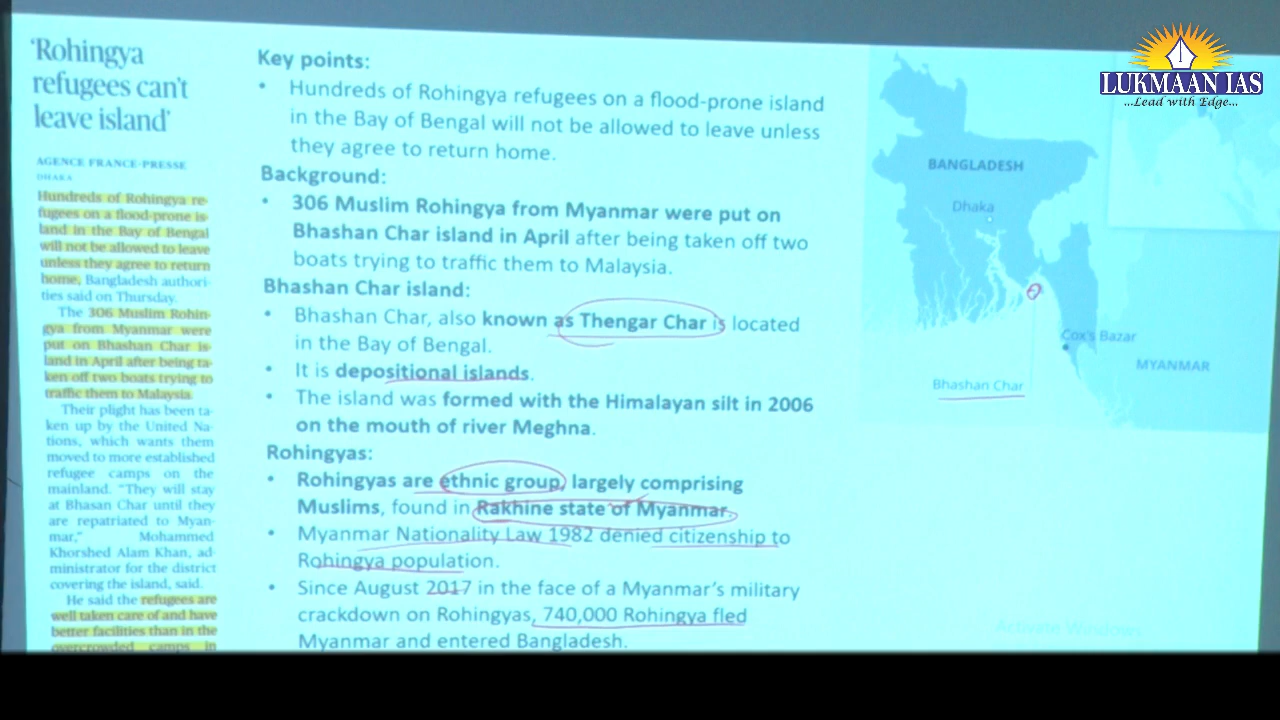 'Rohingya
refugees can't
leave island'
AGENCE FRANCE-PRESSE
DHAKA
Hundreds of Rohingya re-
fugees on a flood-prone is-
land in the Bay of Bengal
will not be allowed to leave
unless they agree to return
home, Bangladesh authori-
ties said on Thursday.
The 306 Muslim Rohin-
gya from Myanmar were
put on Bhashan Char is-
land in April after being ta-
ken off two boats trying to
traffic them to Malaysia.
Their plight has been ta-
ken up by the United Na-
tions, which wants them
moved to more established
refugee camps on the
mainland. "They will stay
at Bhasan Char until they
are repatriated to Myan-
mar," Mohammed
Khorshed Alam Khan, ad-
ministrator for the district
covering the island, said.
He said the refugees are
well taken care of and have
better facilities than in the
overcrowded camps in
Key points:
• Hundreds of Rohingya refugees on a flood-prone island
in the Bay of Bengal will not be allowed to leave unless
they agree to return home.
Background:
• 306 Muslim Rohingya from Myanmar were put on
Bhashan Char island in April after being taken off two
boats trying to traffic them to Malaysia.
Bhashan Char island:
• Bhashan Char, also known as Thengar Char is located
in the Bay of Bengal.
• It is depositional islands.
• The island was formed with the Himalayan silt in 2006
on the mouth of river Meghna.
Rohingyas:
• Rohingyas are ethnic group, largely comprising
Muslims, found in Rakhine state of Myanmar.
• Myanmar Nationality Law 1982 denied citizenship to
Rohingya population.
• Since August 2017 in the face of a Myanmar's military
crackdown on Rohingyas, 740,000 Rohingya fled
Myanmar and entered Bangladesh.
BANGLADESH
Dhaka
Cox's Bazar
MYANMAR
Bhashan Char
Activate Windows
LUKMAAN IAS
...Lead with Edge...